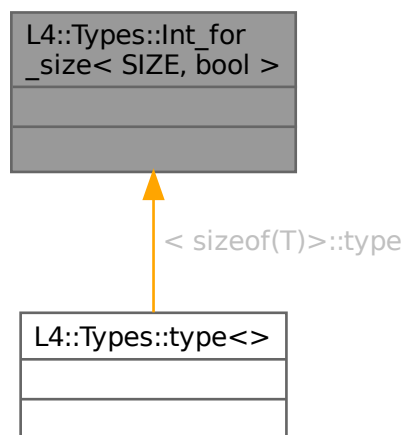 L4::Types::Int_for
_size< SIZE, bool >
< sizeof(T)>::type
L4::Types::type<>